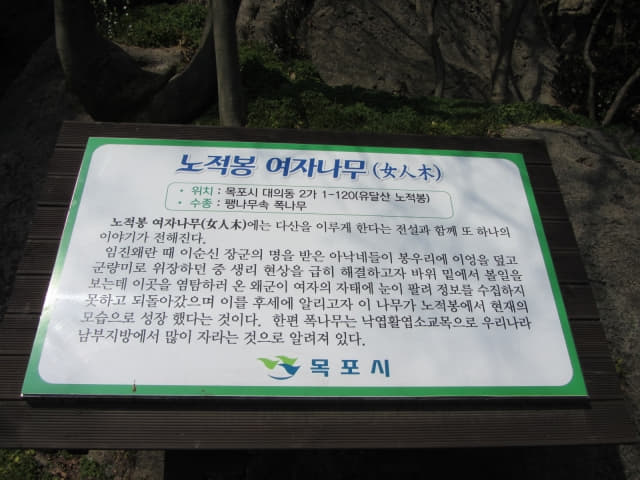 노적봉 여자나무 (女人木)
• 위치 : 목포시 대의동 2가 1-120(유달산 노적봉)
• 수종 : 팽나무속 폭나무
노적봉 여자나무(女人木)에는 다산을 이루게 한다는 전설과 함께 또 하나의
이야기가 전해진다.
임진왜란 때 이순신 장군의 명을 받은 아낙네들이 봉우리에 이엉을 덮고
군량미로 위장하던 중 생리 현상을 급히 해결하고자 바위 밑에서 볼일을
보는데 이곳을 염탐하러 온 왜군이 여자의 자태에 눈이 팔려 정보를 수집하지
못하고 되돌아갔으며 이를 후세에 알리고자 이 나무가 노적봉에서 현재의
모습으로 성장 했다는 것이다. 한편 폭나무는 낙엽활엽소교목으로 우리나라
남부지방에서 많이 자라는 것으로 알려져 있다.
목포시